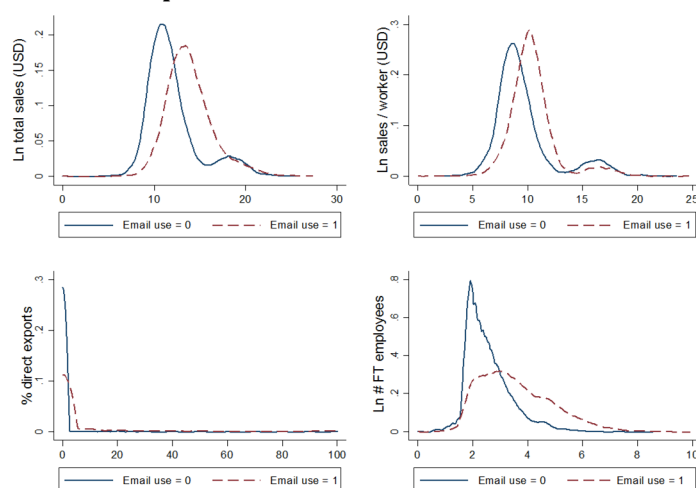 Ln total sales (USD)
.2
.15
.1
.05
0
0 10 20 30
Email use = 0 Email use = 1
Ln sales / worker (USD)
.3
.2
.1
0
0 5 10 15 20 25
Email use = 0 Email use = 1
% direct exports
.3
.2
.1
0
0 20 40 60 80 100
Email use = 0 Email use = 1
Ln # FT employees
.8
.6
.4
.2
0
0 2 4 6 8 10
Email use = 0 Email use = 1